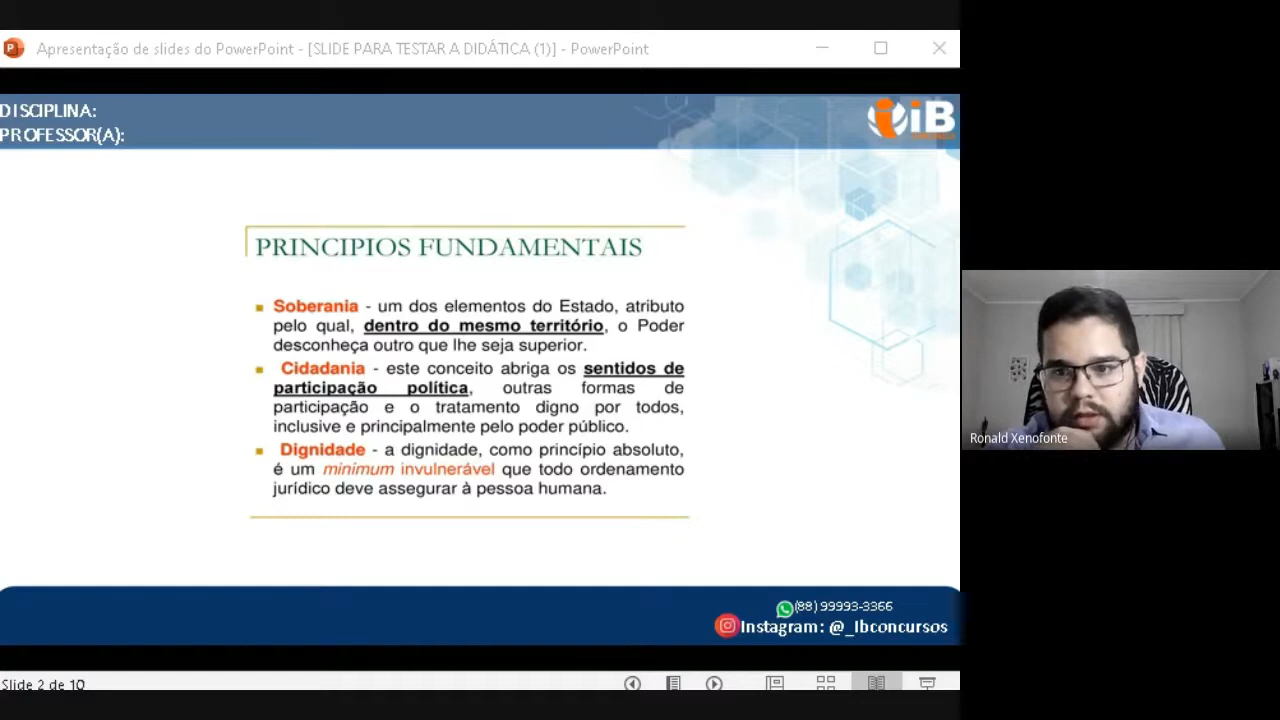 Apresentação de slides do PowerPoint - [SLIDE PARA TESTAR A DIDÁTICA (1)] - PowerPoint
DISCIPLINA:
PROFESSOR(A):
iB
PRINCIPIOS FUNDAMENTAIS
Soberania - um dos elementos do Estado, atributo
pelo qual, dentro do mesmo território, o Poder
desconheça outro que lhe seja superior.
Cidadania - este conceito abriga os sentidos de
participação política, outras formas de
participação e o tratamento digno por todos,
inclusive e principalmente pelo poder público.
Dignidade - a dignidade, como princípio absoluto,
é um minimum invulnerável que todo ordenamento
jurídico deve assegurar à pessoa humana.
Ronald Xenofonte
(88) 99993-3366
Instagram: @_Ibconcursos
Slide 2 de 10